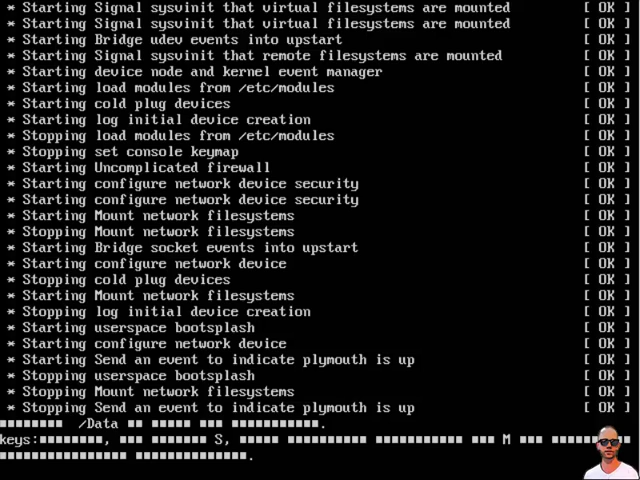 * Starting Signal sysvinit that virtual filesystems are mounted [ OK ]
* Starting Signal sysvinit that virtual filesystems are mounted [ OK ]
* Starting Bridge udev events into upstart [ OK ]
* Starting Signal sysvinit that remote filesystems are mounted [ OK ]
* Starting device node and kernel event manager [ OK ]
* Starting load modules from /etc/modules [ OK ]
* Starting cold plug devices [ OK ]
* Starting log initial device creation [ OK ]
* Stopping load modules from /etc/modules [ OK ]
* Stopping set console keymap [ OK ]
* Starting Uncomplicated firewall [ OK ]
* Starting configure network device security [ OK ]
* Starting configure network device security [ OK ]
* Starting Mount network filesystems [ OK ]
* Stopping Mount network filesystems [ OK ]
* Starting Bridge socket events into upstart [ OK ]
* Starting configure network device [ OK ]
* Stopping cold plug devices [ OK ]
* Starting Mount network filesystems [ OK ]
* Stopping log initial device creation [ OK ]
* Starting userspace bootsplash [ OK ]
* Starting configure network device [ OK ]
* Starting Send an event to indicate plymouth is up [ OK ]
* Stopping userspace bootsplash [ OK ]
* Stopping Mount network filesystems [ OK ]
* Stopping Send an event to indicate plymouth is up [ OK ]
■■■■■■■■ /Data ■■ ■■■■■ ■■■ ■■■■■■■■■■■.
keys:■■■■■■■■, ■■■ ■■■■■■■ S, ■■■■■ ■■■■■■■■■■ ■■■■■■■■■■■ ■■■ M ■■■
■■■■■■■■■■■■■■■■ ■■■■■■■■■■■■■■.